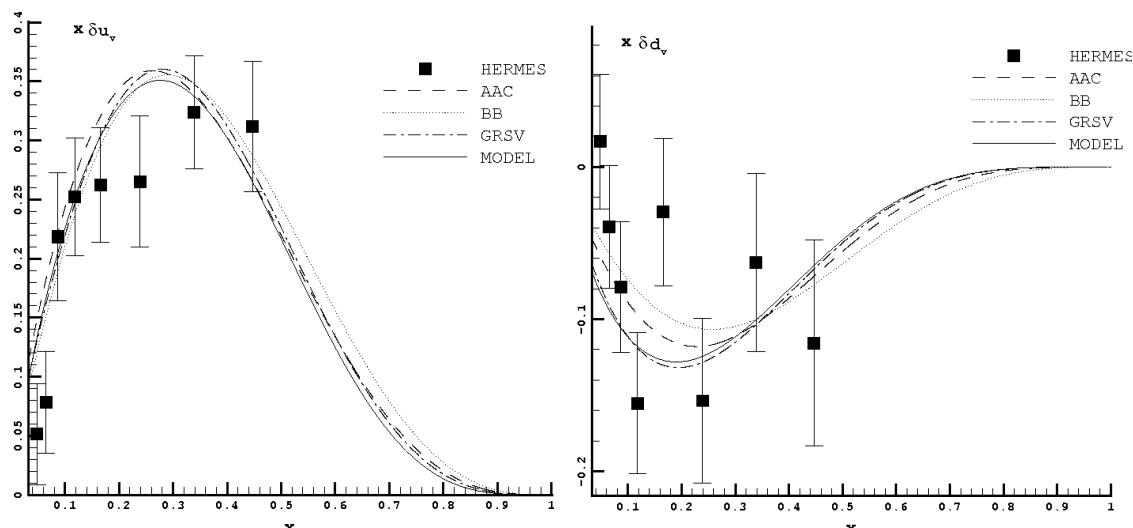 x δu_v
0.4
0.35
0.3
0.25
0.2
0.15
0.1
0.05
0
HERMES
AAC
BB
GRSV
MODEL
0.1 0.2 0.3 0.4 0.5 0.6 0.7 0.8 0.9 1
x
x δd_v
0
-0.1
-0.2
HERMES
AAC
BB
GRSV
MODEL
0.1 0.2 0.3 0.4 0.5 0.6 0.7 0.8 0.9 1
x